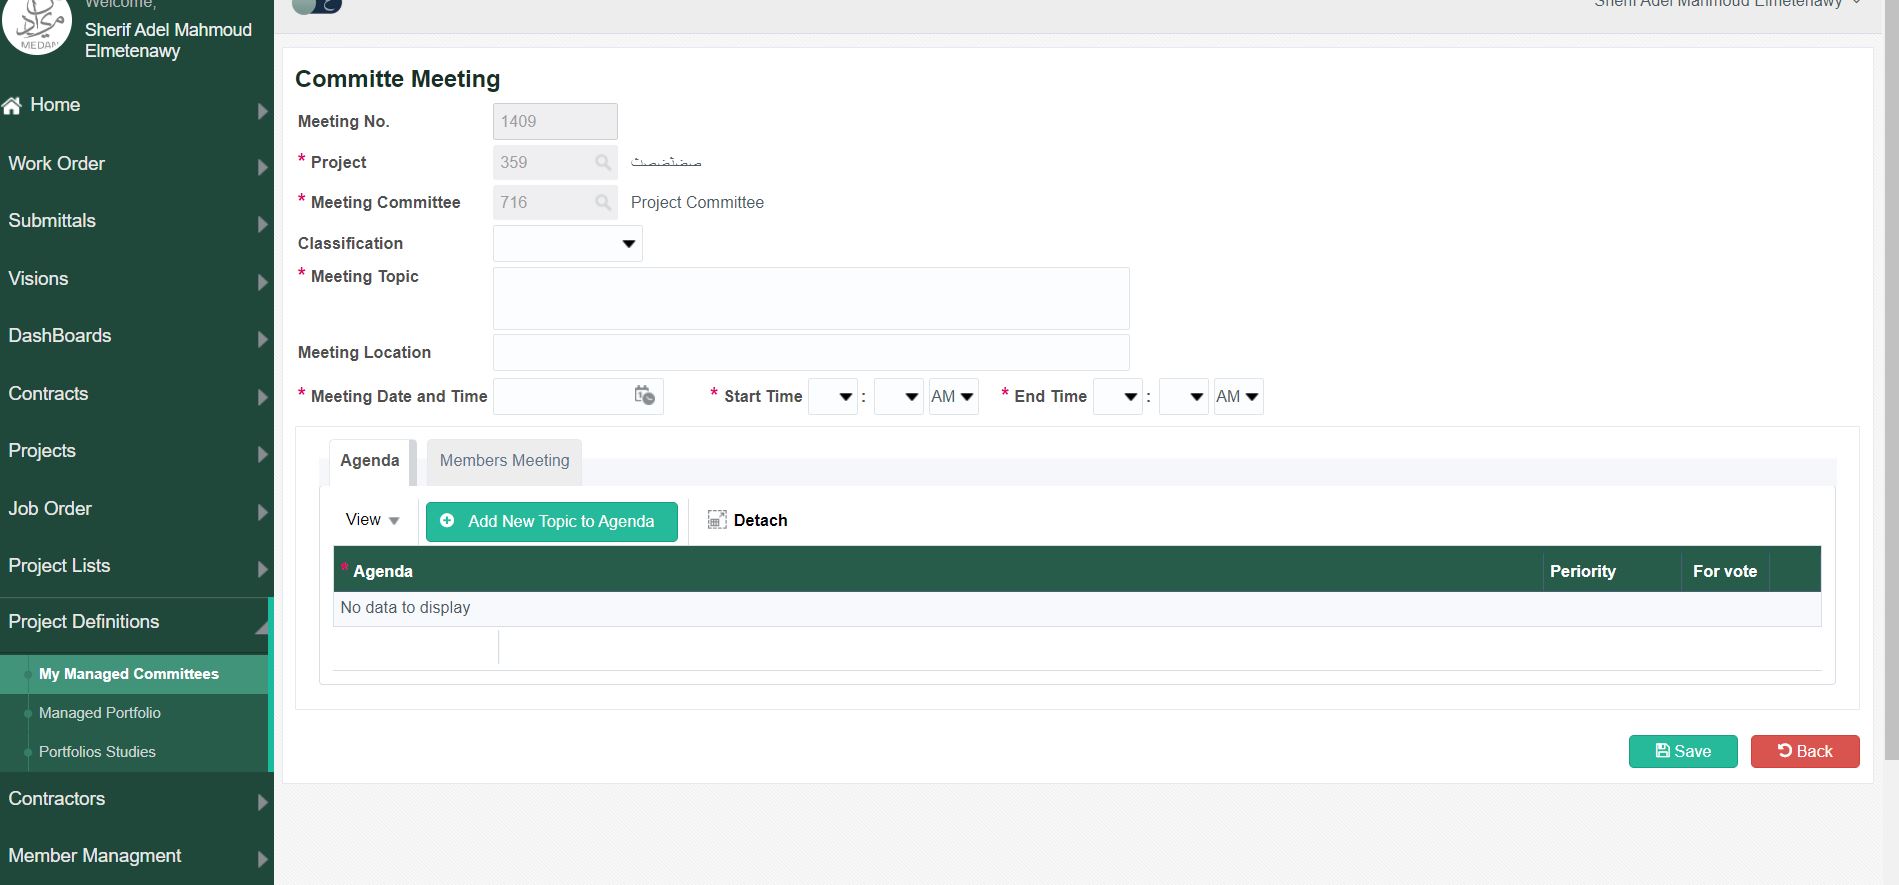 Welcome,
Sherif Adel Mahmoud
Elmetenawy
MEDAN
Home
Work Order
Submittals
Visions
DashBoards
Contracts
Projects
Job Order
Project Lists
Project Definitions
My Managed Committees
Managed Portfolio
Portfolios Studies
Contractors
Member Managment
Sherif Adel Mahmoud Elmetenawy
Committe Meeting
Meeting No. 1409
* Project 359
* Meeting Committee 716 Project Committee
Classification
* Meeting Topic
Meeting Location
* Meeting Date and Time * Start Time : AM * End Time : AM
Agenda Members Meeting
View Add New Topic to Agenda Detach
* Agenda Periority For vote
No data to display
Save Back